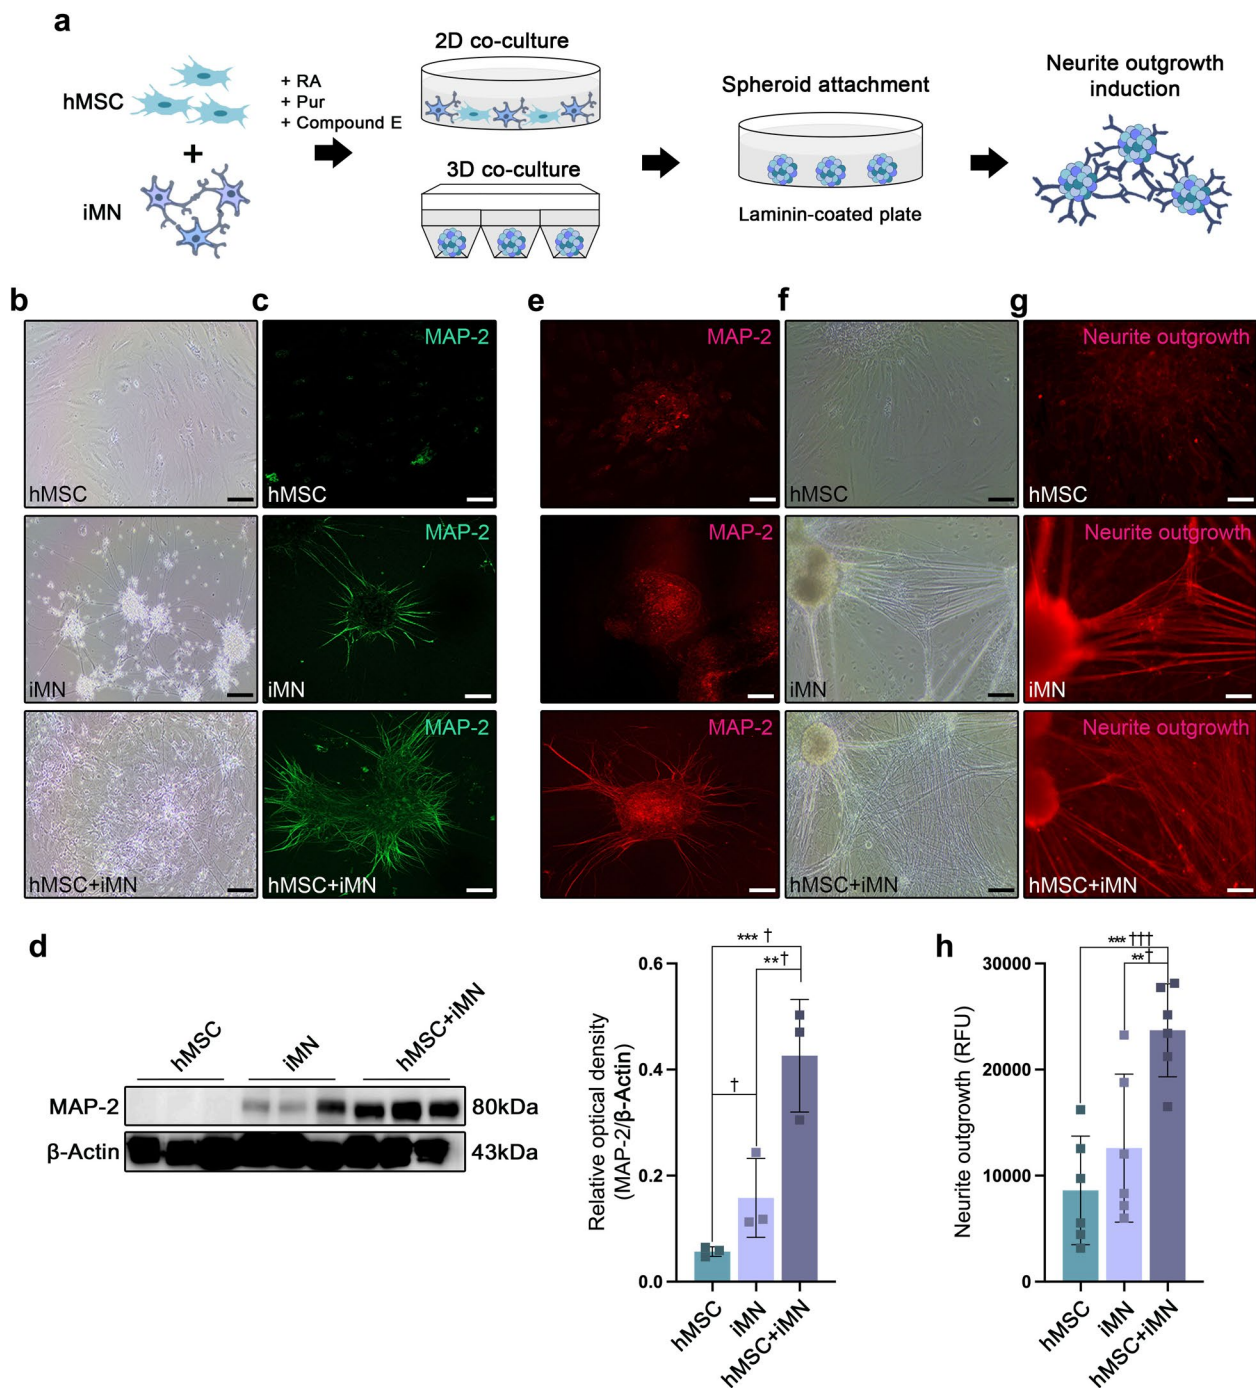 a
hMSC
+
iMN
+ RA
+ Pur
+ Compound E
2D co-culture
3D co-culture
Spheroid attachment
Laminin-coated plate
Neurite outgrowth
induction
b
hMSC
iMN
hMSC+iMN
c
MAP-2
hMSC
MAP-2
iMN
MAP-2
hMSC+iMN
e
MAP-2
MAP-2
MAP-2
f
hMSC
iMN
hMSC+iMN
g
Neurite outgrowth
hMSC
Neurite outgrowth
iMN
Neurite outgrowth
hMSC+iMN
d
hMSC
iMN
hMSC+iMN
MAP-2
80kDa
β-Actin
43kDa
Relative optical density
(MAP-2/β-Actin)
0.6
0.4
0.2
0.0
*** †
**†
†
hMSC
iMN
hMSC+iMN
h
Neurite outgrowth (RFU)
30000
20000
10000
0
*** †††
**†
hMSC
iMN
hMSC+iMN